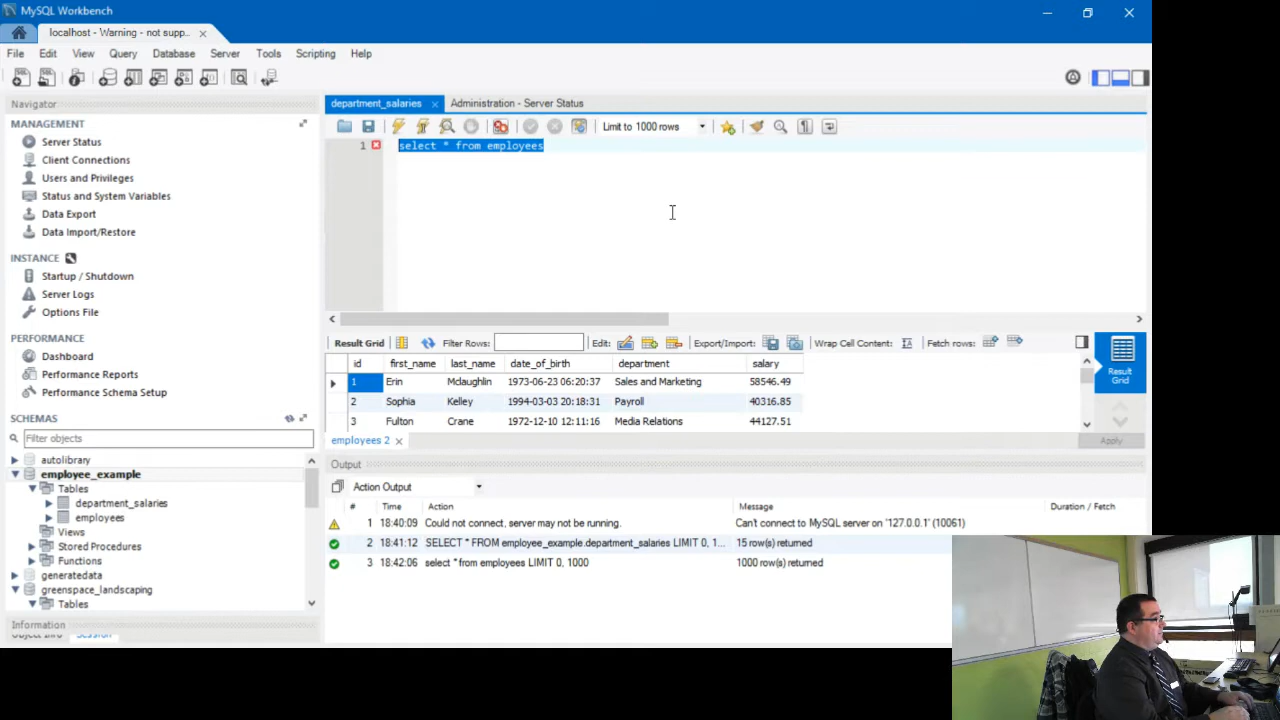 MySQL Workbench
localhost - Warning - not supp..
File Edit View Query Database Server Tools Scripting Help
Navigator
MANAGEMENT
Server Status
Client Connections
Users and Privileges
Status and System Variables
Data Export
Data Import/Restore
INSTANCE
Startup / Shutdown
Server Logs
Options File
PERFORMANCE
Dashboard
Performance Reports
Performance Schema Setup
SCHEMAS
Filter objects
autolibrary
employee_example
Tables
department_salaries
employees
Views
Stored Procedures
Functions
generatedata
greenspace_landscaping
Tables
Information
Object Info Session
department_salaries Administration - Server Status
Limit to 1000 rows
1 select * from employees
Result Grid Filter Rows: Edit: Export/Import: Wrap Cell Content: Fetch rows:
id first_name last_name date_of_birth department salary
1 Erin Mclaughlin 1973-06-23 06:20:37 Sales and Marketing 58546.49
2 Sophia Kelley 1994-03-03 20:18:31 Payroll 40316.85
3 Fulton Crane 1972-12-10 12:11:16 Media Relations 44127.51
Result
Grid
employees 2 Apply
Output
Action Output
# Time Action Message Duration / Fetch
1 18:40:09 Could not connect, server may not be running. Can't connect to MySQL server on '127.0.0.1' (10061)
2 18:41:12 SELECT * FROM employee_example.department_salaries LIMIT 0, 1... 15 row(s) returned
3 18:42:06 select * from employees LIMIT 0, 1000 1000 row(s) returned